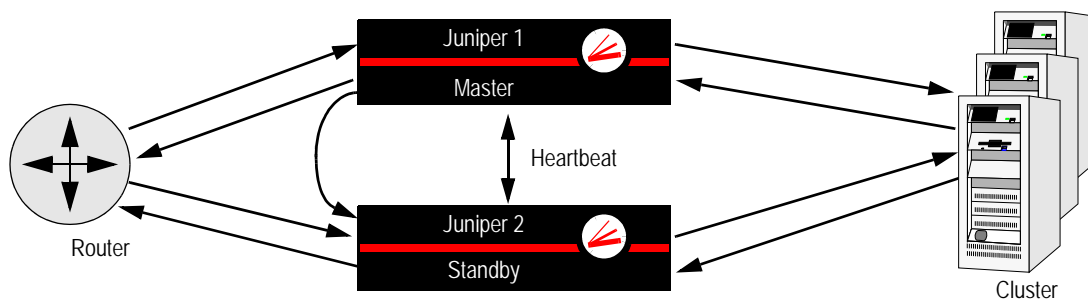 Juniper 1
Master
Heartbeat
Juniper 2
Standby
Router
Cluster